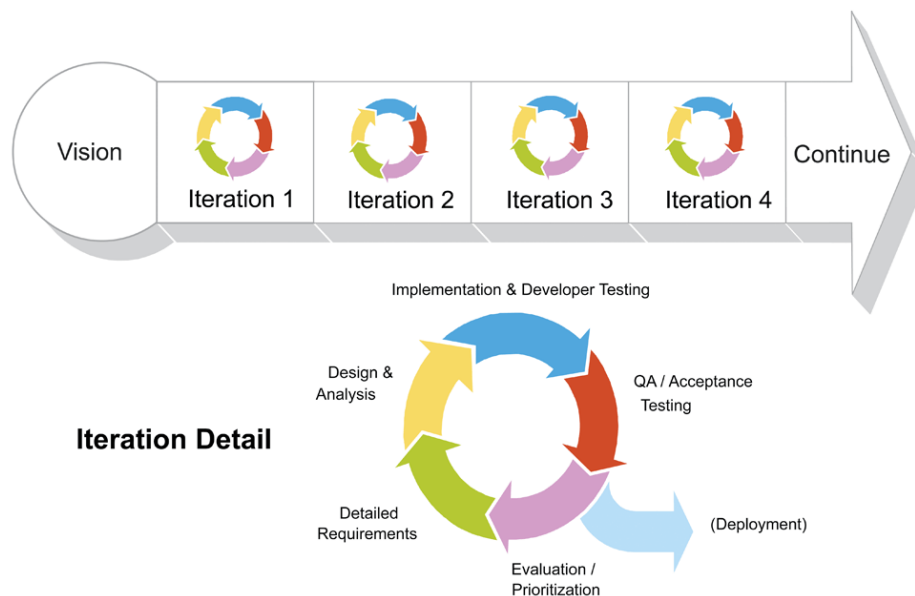 Vision
Iteration 1
Iteration 2
Iteration 3
Iteration 4
Continue
Iteration Detail
Implementation & Developer Testing
QA / Acceptance
Testing
(Deployment)
Evaluation /
Prioritization
Detailed
Requirements
Design &
Analysis